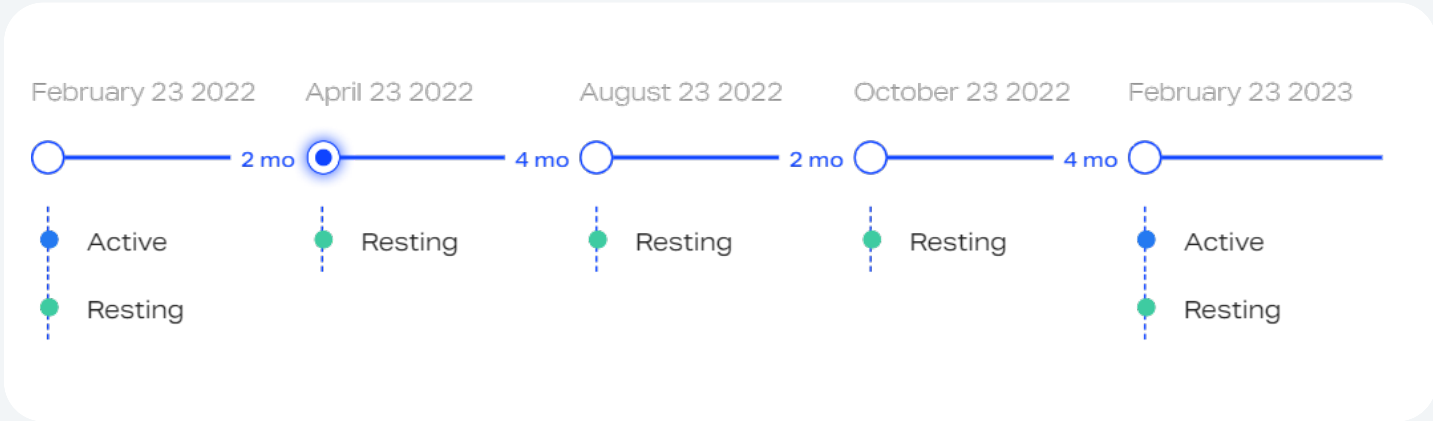 February 23 2022
April 23 2022
August 23 2022
October 23 2022
February 23 2023
2 mo
4 mo
2 mo
4 mo
Active
Resting
Resting
Resting
Active
Resting
Resting